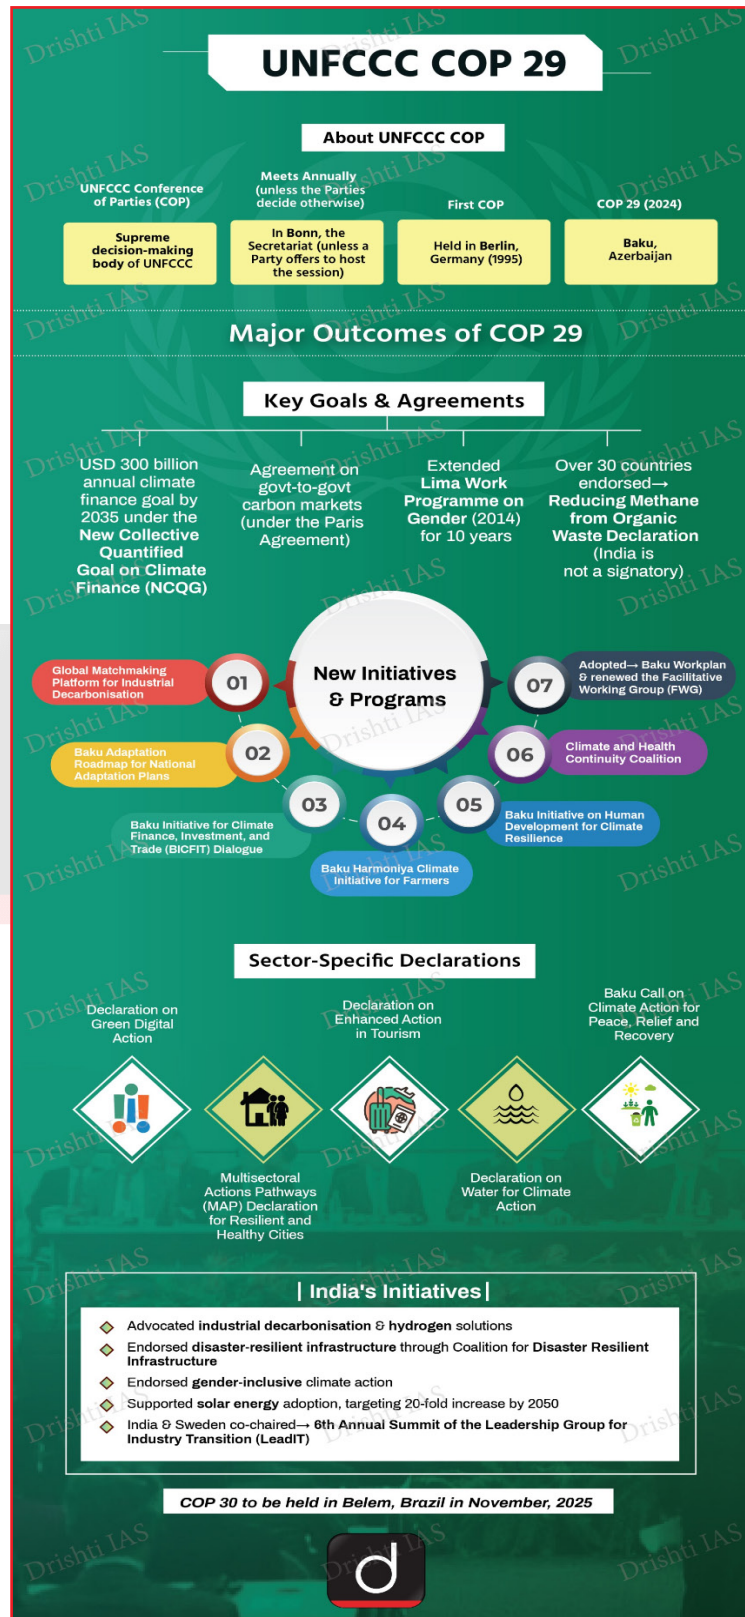 UNFCCC COP 29
About UNFCCC COP
UNFCCC Conference
of Parties (COP)
Supreme
decision-making
body of UNFCCC
Meets Annually
(unless the Parties
decide otherwise)
In Bonn, the
Secretariat (unless a
Party offers to host
the session)
First COP
Held in Berlin,
Germany (1995)
COP 29 (2024)
Baku,
Azerbaijan
Major Outcomes of COP 29
Key Goals & Agreements
USD 300 billion
annual climate
finance goal by
2035 under the
New Collective
Quantified
Goal on Climate
Finance (NCQG)
Agreement on
govt-to-govt
carbon markets
(under the Paris
Agreement)
Extended
Lima Work
Programme on
Gender (2014)
for 10 years
Over 30 countries
endorsed→
Reducing Methane
from Organic
Waste Declaration
(India is
not a signatory)
New Initiatives
& Programs
01
Global Matchmaking
Platform for Industrial
Decarbonisation
02
Baku Adaptation
Roadmap for National
Adaptation Plans
03
Baku Initiative for Climate
Finance, Investment, and
Trade (BICFIT) Dialogue
04
Baku Harmoniya Climate
Initiative for Farmers
05
Baku Initiative on Human
Development for Climate
Resilience
06
Climate and Health
Continuity Coalition
07
Adopted→ Baku Workplan
& renewed the Facilitative
Working Group (FWG)
Sector-Specific Declarations
Declaration on
Green Digital
Action
Multisectoral
Actions Pathways
(MAP) Declaration
for Resilient and
Healthy Cities
Declaration on
Enhanced Action
in Tourism
Declaration on
Water for Climate
Action
Baku Call on
Climate Action for
Peace, Relief and
Recovery
| India's Initiatives |
Advocated industrial decarbonisation & hydrogen solutions
Endorsed disaster-resilient infrastructure through Coalition for Disaster Resilient
Infrastructure
Endorsed gender-inclusive climate action
Supported solar energy adoption, targeting 20-fold increase by 2050
India & Sweden co-chaired→ 6th Annual Summit of the Leadership Group for
Industry Transition (LeadIT)
COP 30 to be held in Belem, Brazil in November, 2025
d
Drishti IAS